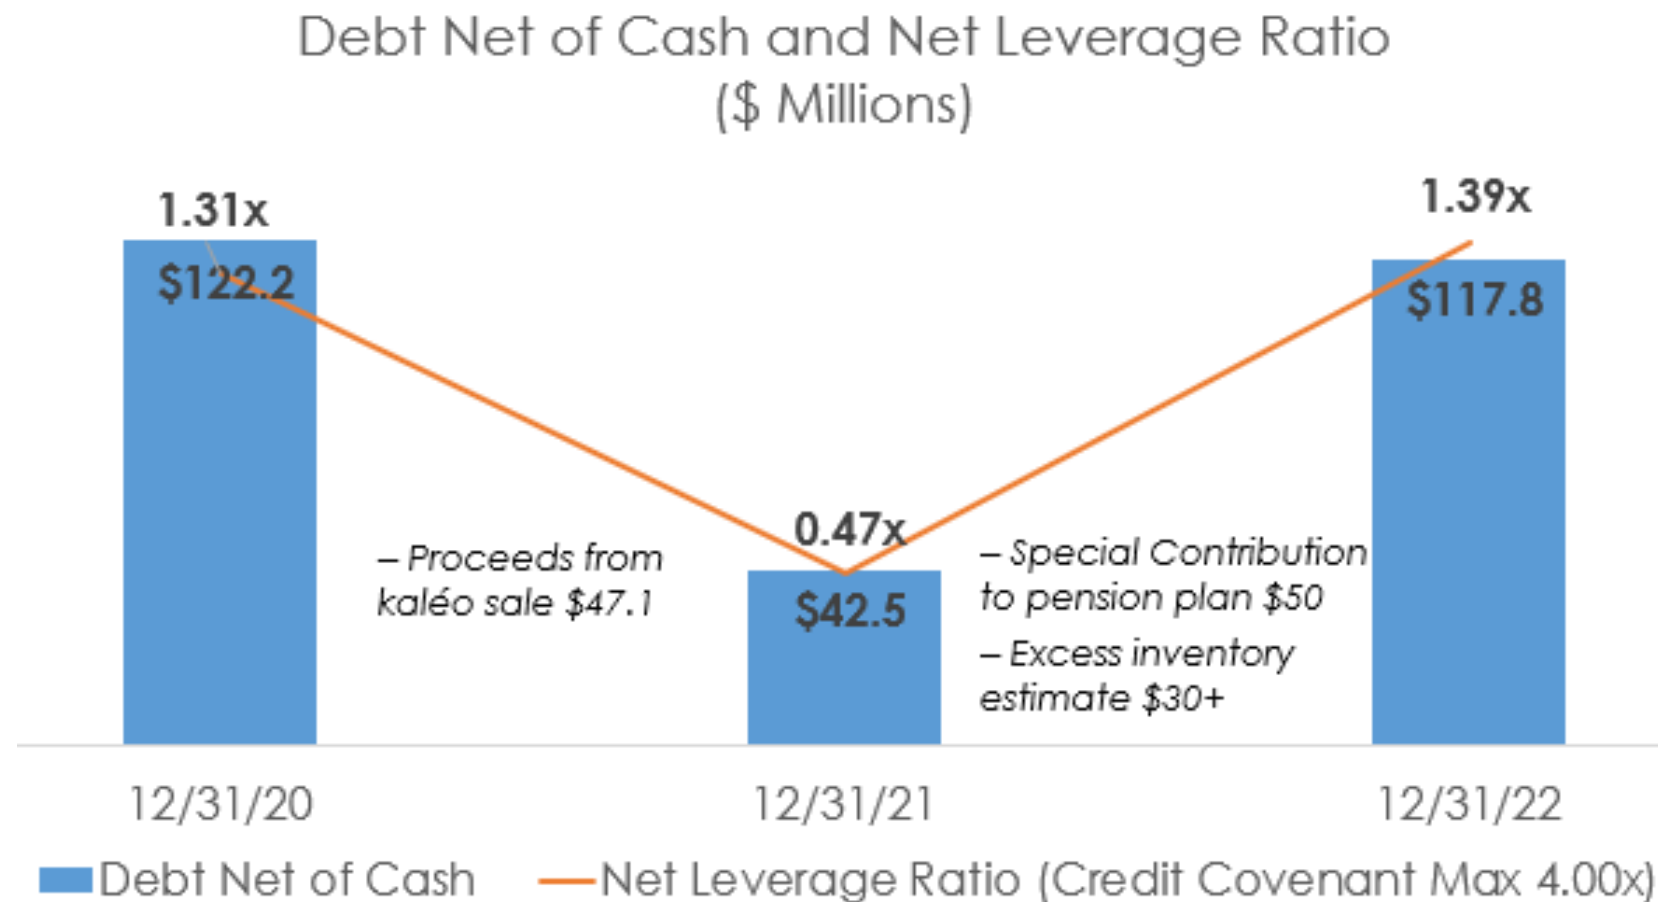 Debt Net of Cash and Net Leverage Ratio
($ Millions)
1.31x
$122.2
– Proceeds from
kaléo sale $47.1
0.47x
$42.5
– Special Contribution
to pension plan $50
– Excess inventory
estimate $30+
1.39x
$117.8
12/31/20
12/31/21
12/31/22
Debt Net of Cash
Net Leverage Ratio (Credit Covenant Max 4.00x)